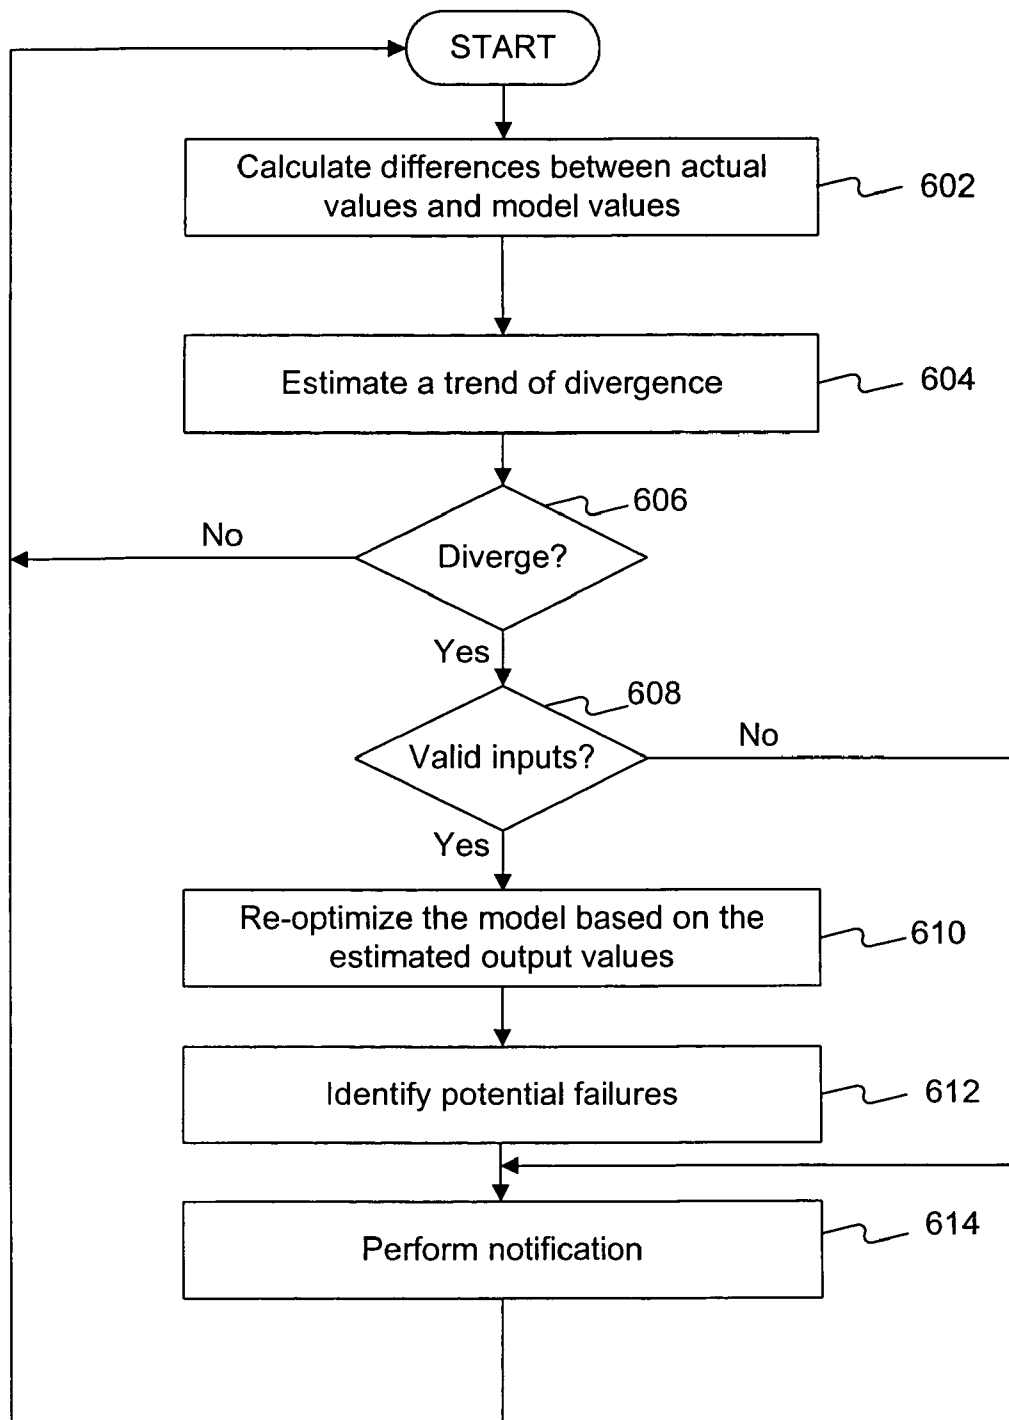 START
Calculate differences between actual
values and model values
602
Estimate a trend of divergence
604
606
Diverge?
No
Yes
608
Valid inputs?
No
Yes
Re-optimize the model based on the
estimated output values
610
Identify potential failures
612
Perform notification
614